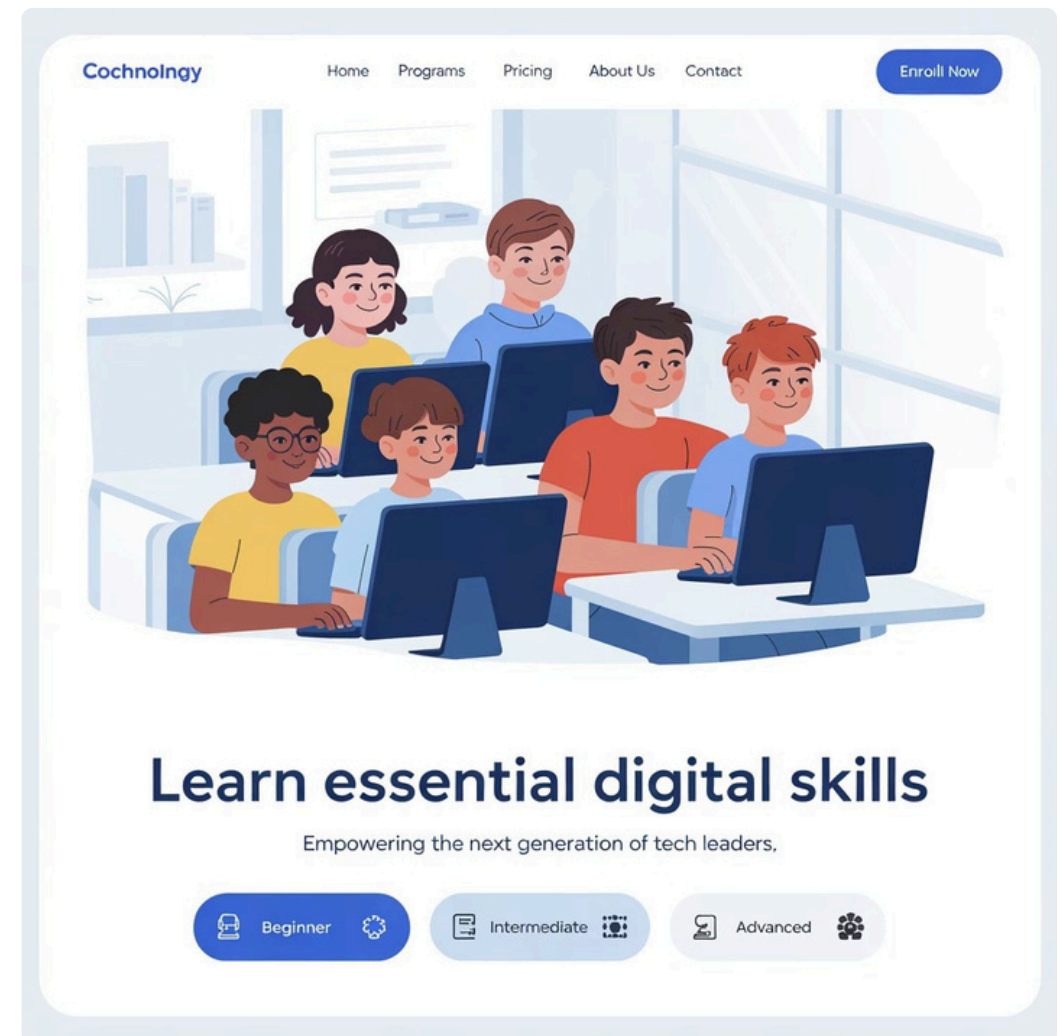 Cochnolngy
Home Programs Pricing About Us Contact
Enroill Now
Learn essential digital skills
Empowering the next generation of tech leaders,
Beginner
Intermediate
Advanced